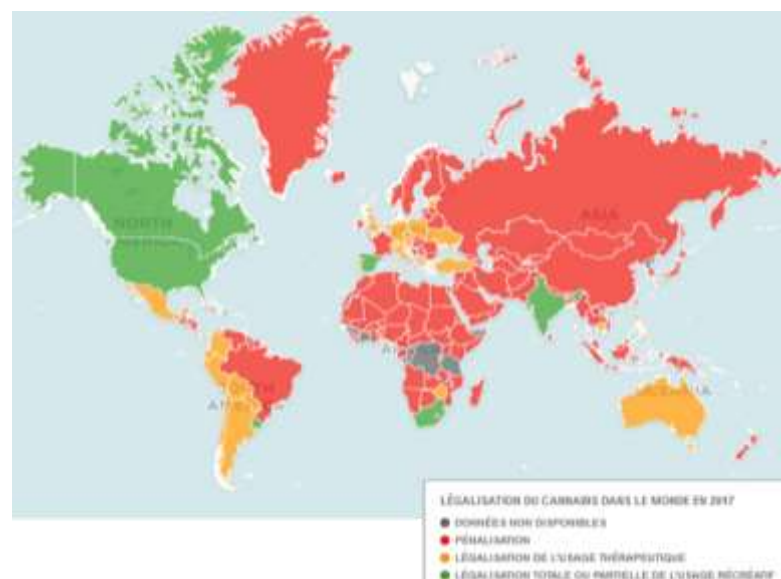 NORTH
ASIA
LÉGALISATION DU CANNABIS DANS LE MONDE EN 2017
DONNÉES NON DISPONIBLES
PÉNALISATION
LÉGALISATION DE L'USAGE THÉRAPEUTIQUE
LÉGALISATION TOTALE OU PARTIELLE DE L'USAGE RÉCRÉATIF